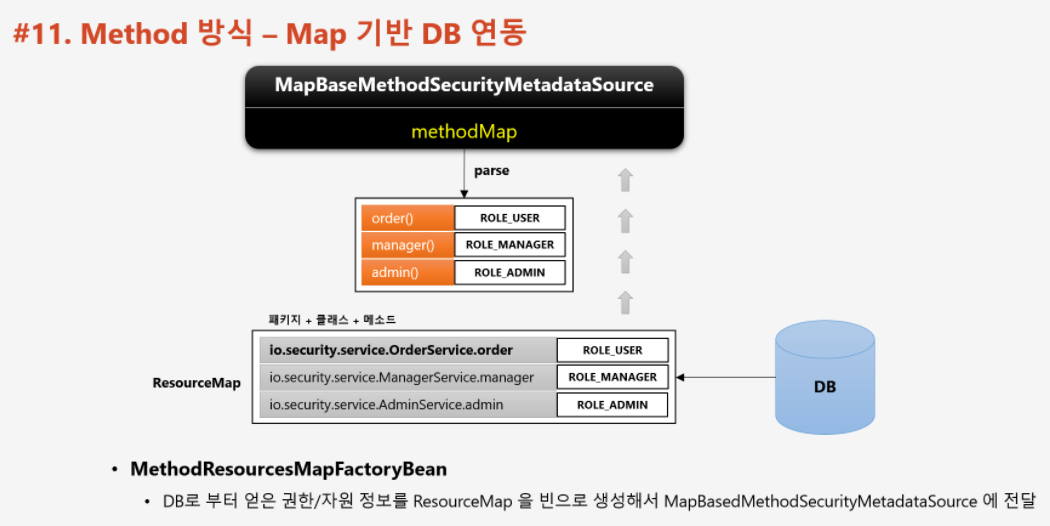 #11. Method 방식 – Map 기반 DB 연동
MapBaseMethodSecurityMetadataSource
methodMap
parse
order() ROLE_USER
manager() ROLE_MANAGER
admin() ROLE_ADMIN
패키지 + 클래스 + 메소드
ResourceMap
io.security.service.OrderService.order ROLE_USER
io.security.service.ManagerService.manager ROLE_MANAGER
io.security.service.AdminService.admin ROLE_ADMIN
DB
• MethodResourcesMapFactoryBean
• DB로 부터 얻은 권한/자원 정보를 ResourceMap 을 빈으로 생성해서 MapBasedMethodSecurityMetadataSource 에 전달